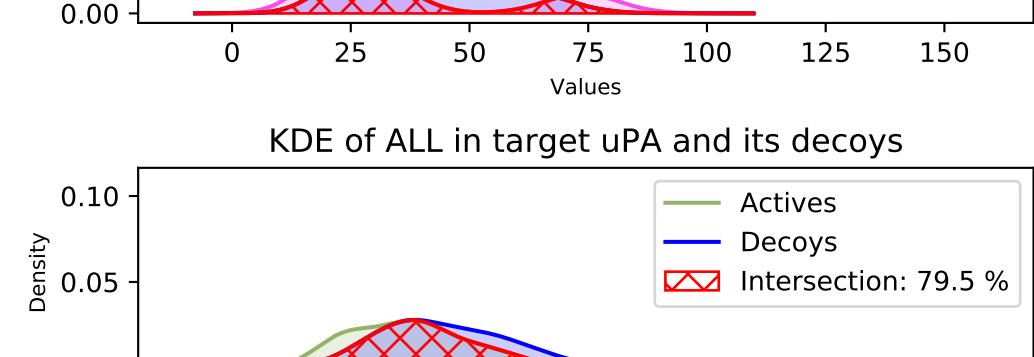 0.00
0 25 50 75 100 125 150
Values
KDE of ALL in target uPA and its decoys
0.10
Density
0.05
Actives
Decoys
Intersection: 79.5 %